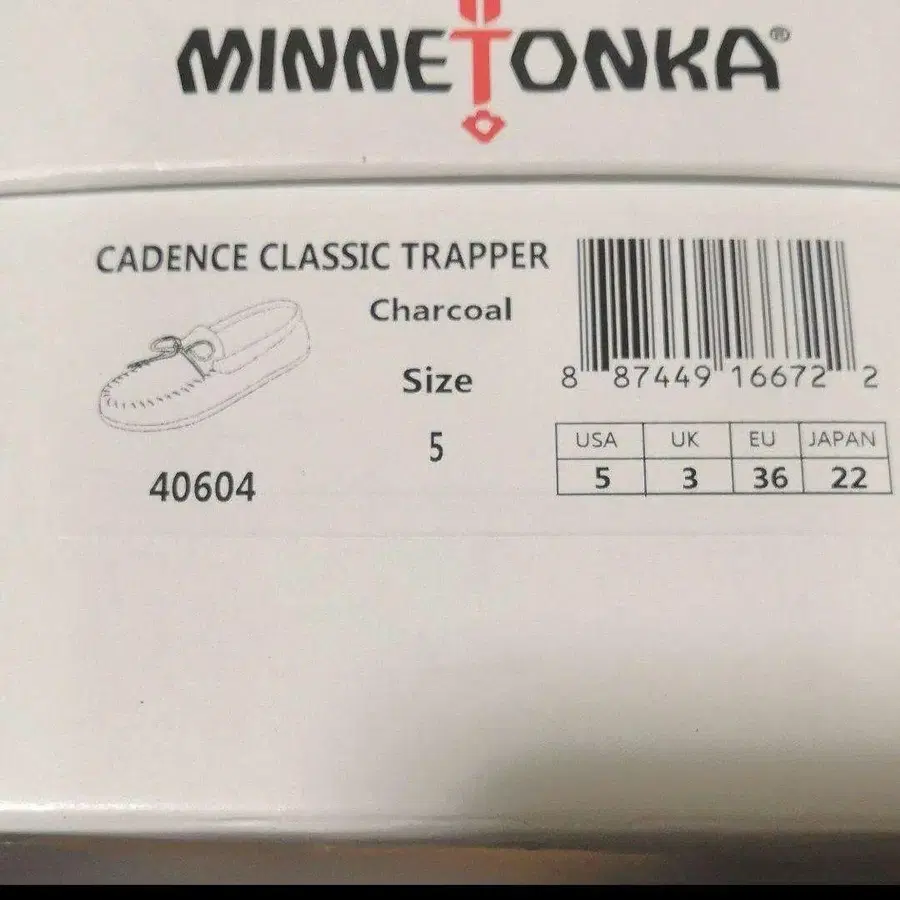 MINNETONKA®
CADENCE CLASSIC TRAPPER
Charcoal
Size
5
40604
8 87449 16672 2
USA UK EU JAPAN
5 3 36 22